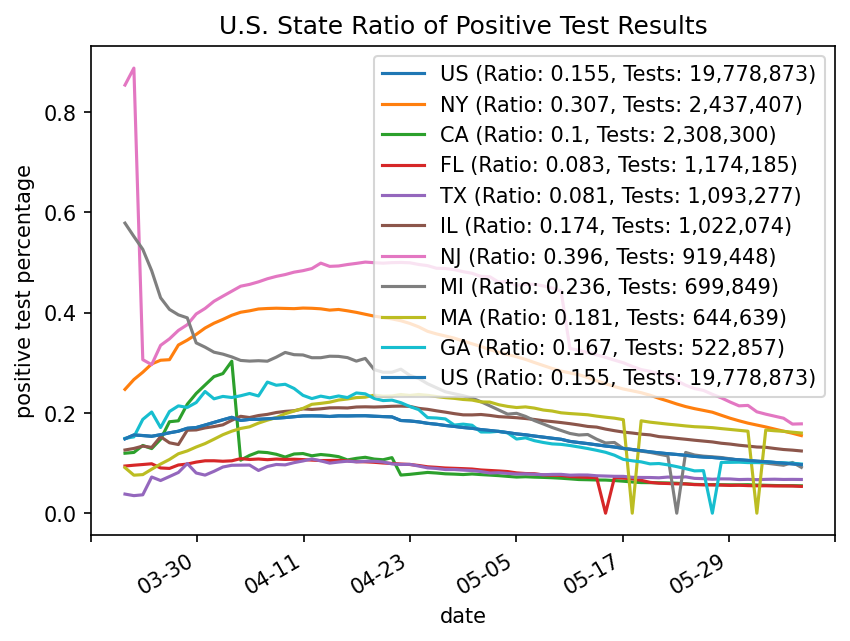 U.S. State Ratio of Positive Test Results
US (Ratio: 0.155, Tests: 19,778,873)
NY (Ratio: 0.307, Tests: 2,437,407)
CA (Ratio: 0.1, Tests: 2,308,300)
FL (Ratio: 0.083, Tests: 1,174,185)
TX (Ratio: 0.081, Tests: 1,093,277)
IL (Ratio: 0.174, Tests: 1,022,074)
NJ (Ratio: 0.396, Tests: 919,448)
MI (Ratio: 0.236, Tests: 699,849)
MA (Ratio: 0.181, Tests: 644,639)
GA (Ratio: 0.167, Tests: 522,857)
US (Ratio: 0.155, Tests: 19,778,873)
positive test percentage
0.8
0.6
0.4
0.2
0.0
03-30
04-11
04-23
05-05
05-17
05-29
date